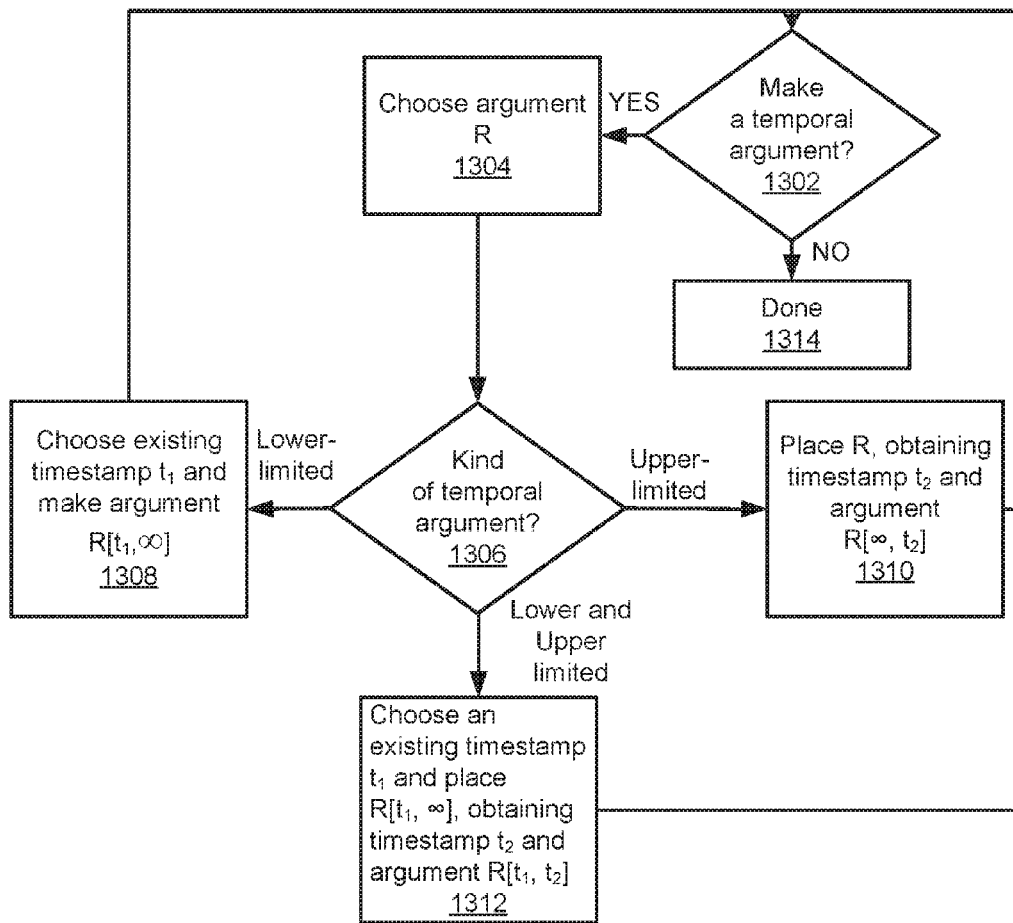 Make
a temporal
argument?
1302
YES
Choose argument
R
1304
NO
Done
1314
Kind
of temporal
argument?
1306
Lower-
limited
Choose existing
timestamp t₁ and
make argument
R[t₁,∞]
1308
Upper-
limited
Place R, obtaining
timestamp t₂ and
argument
R[∞, t₂]
1310
Lower and
Upper
limited
Choose an
existing timestamp
t₁ and place
R[t₁, ∞], obtaining
timestamp t₂ and
argument R[t₁, t₂]
1312